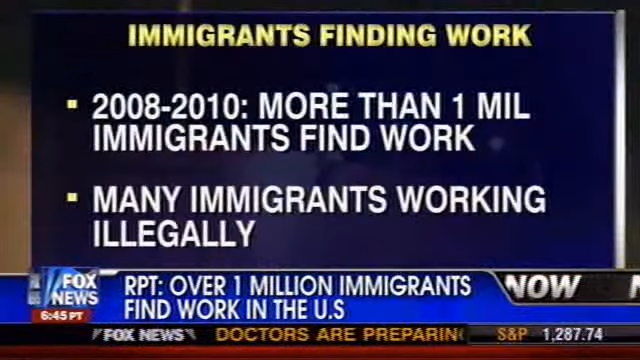 IMMIGRANTS FINDING WORK
▪ 2008-2010: MORE THAN 1 MIL
IMMIGRANTS FIND WORK
▪ MANY IMMIGRANTS WORKING
ILLEGALLY
FOX
NEWS
6:45 PT
RPT: OVER 1 MILLION IMMIGRANTS
FIND WORK IN THE U.S
NOW
FOX NEWS
DOCTORS ARE PREPARIN
S&P 1,287.74